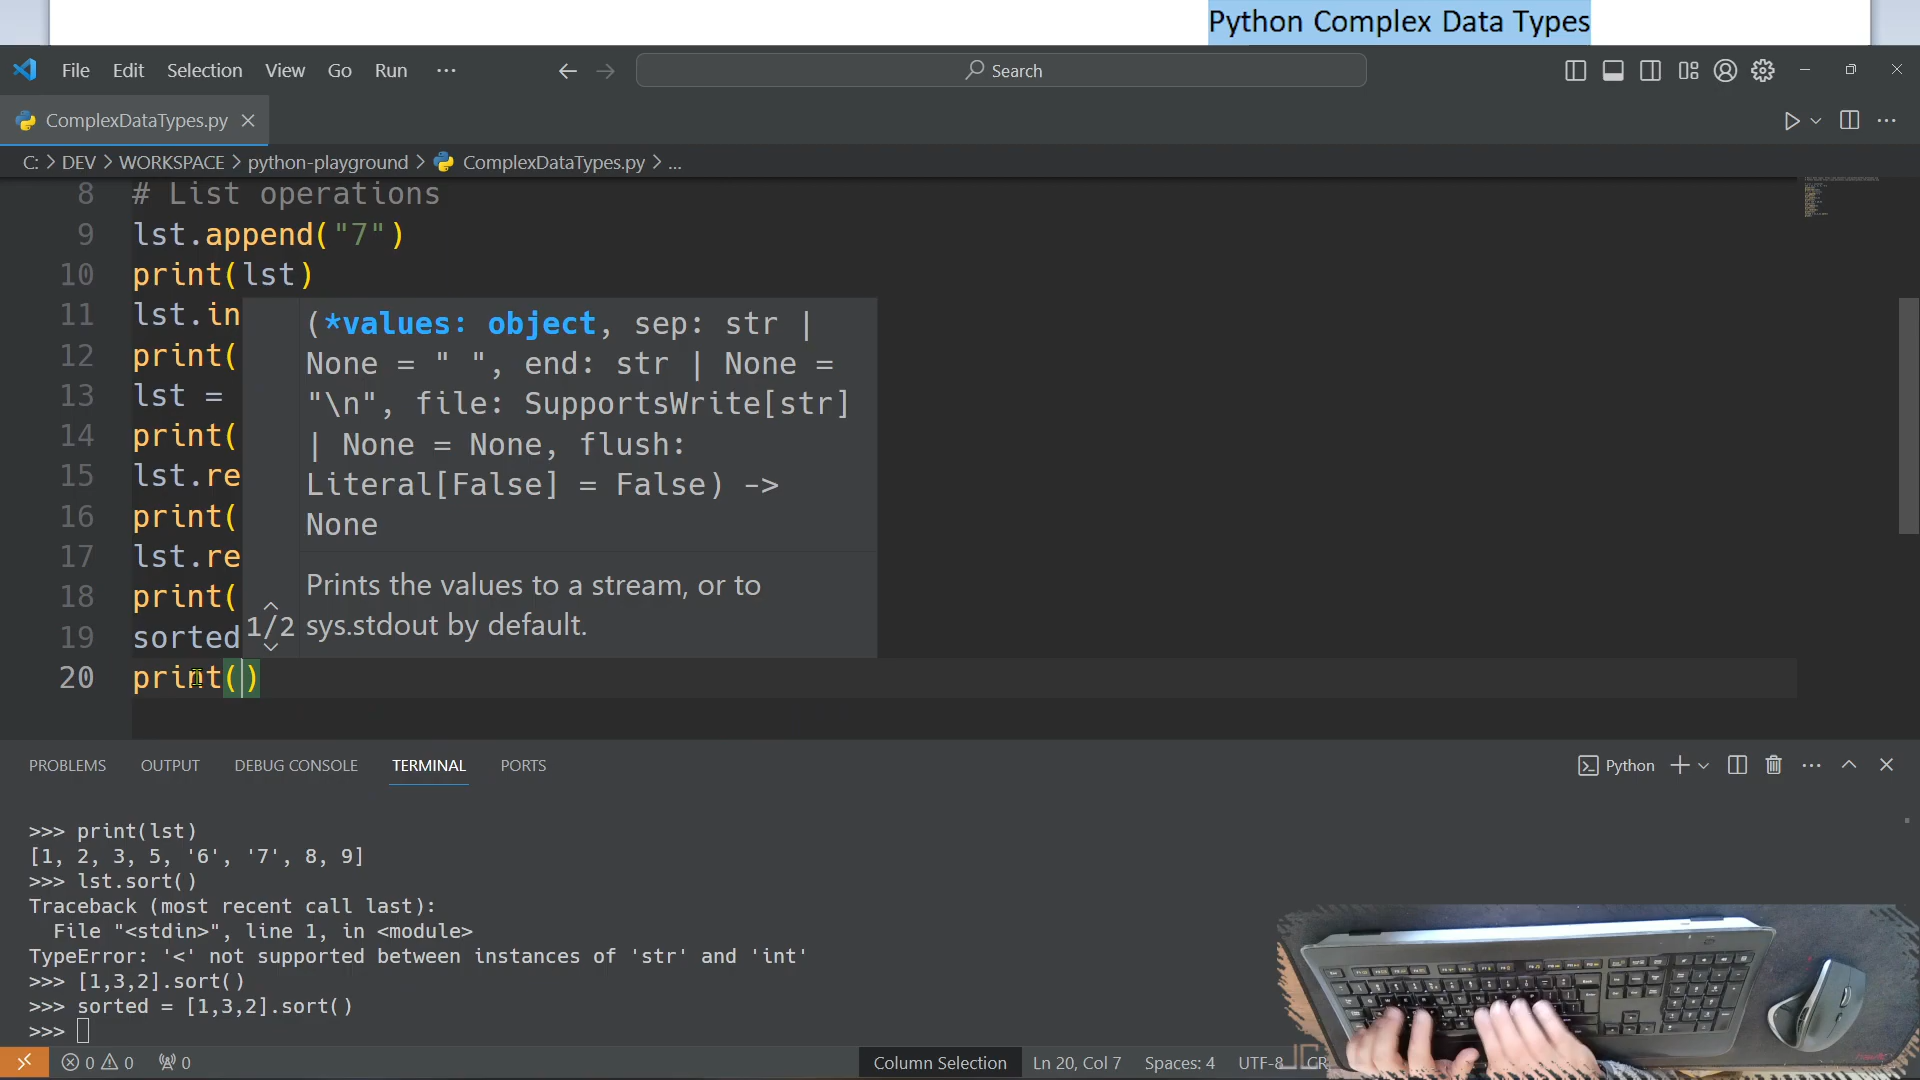 Python Complex Data Types
File Edit Selection View Go Run ...
Search
ComplexDataTypes.py
C: > DEV > WORKSPACE > python-playground > ComplexDataTypes.py > ...
8 # List operations
9 lst.append("7")
10 print(lst)
11 lst.in
12 print(
13 lst =
14 print(
15 lst.re
16 print(
17 lst.re
18 print(
19 sorted
20 print()
(*values: object, sep: str |
None = " ", end: str | None =
"\n", file: SupportsWrite[str]
| None = None, flush:
Literal[False] = False) ->
None
Prints the values to a stream, or to
1/2 sys.stdout by default.
PROBLEMS OUTPUT DEBUG CONSOLE TERMINAL PORTS
Python
>>> print(lst)
[1, 2, 3, 5, '6', '7', 8, 9]
>>> lst.sort()
Traceback (most recent call last):
File "<stdin>", line 1, in <module>
TypeError: '<' not supported between instances of 'str' and 'int'
>>> [1,3,2].sort()
>>> sorted = [1,3,2].sort()
>>>
0 0 0
Column Selection Ln 20, Col 7 Spaces: 4 UTF-8